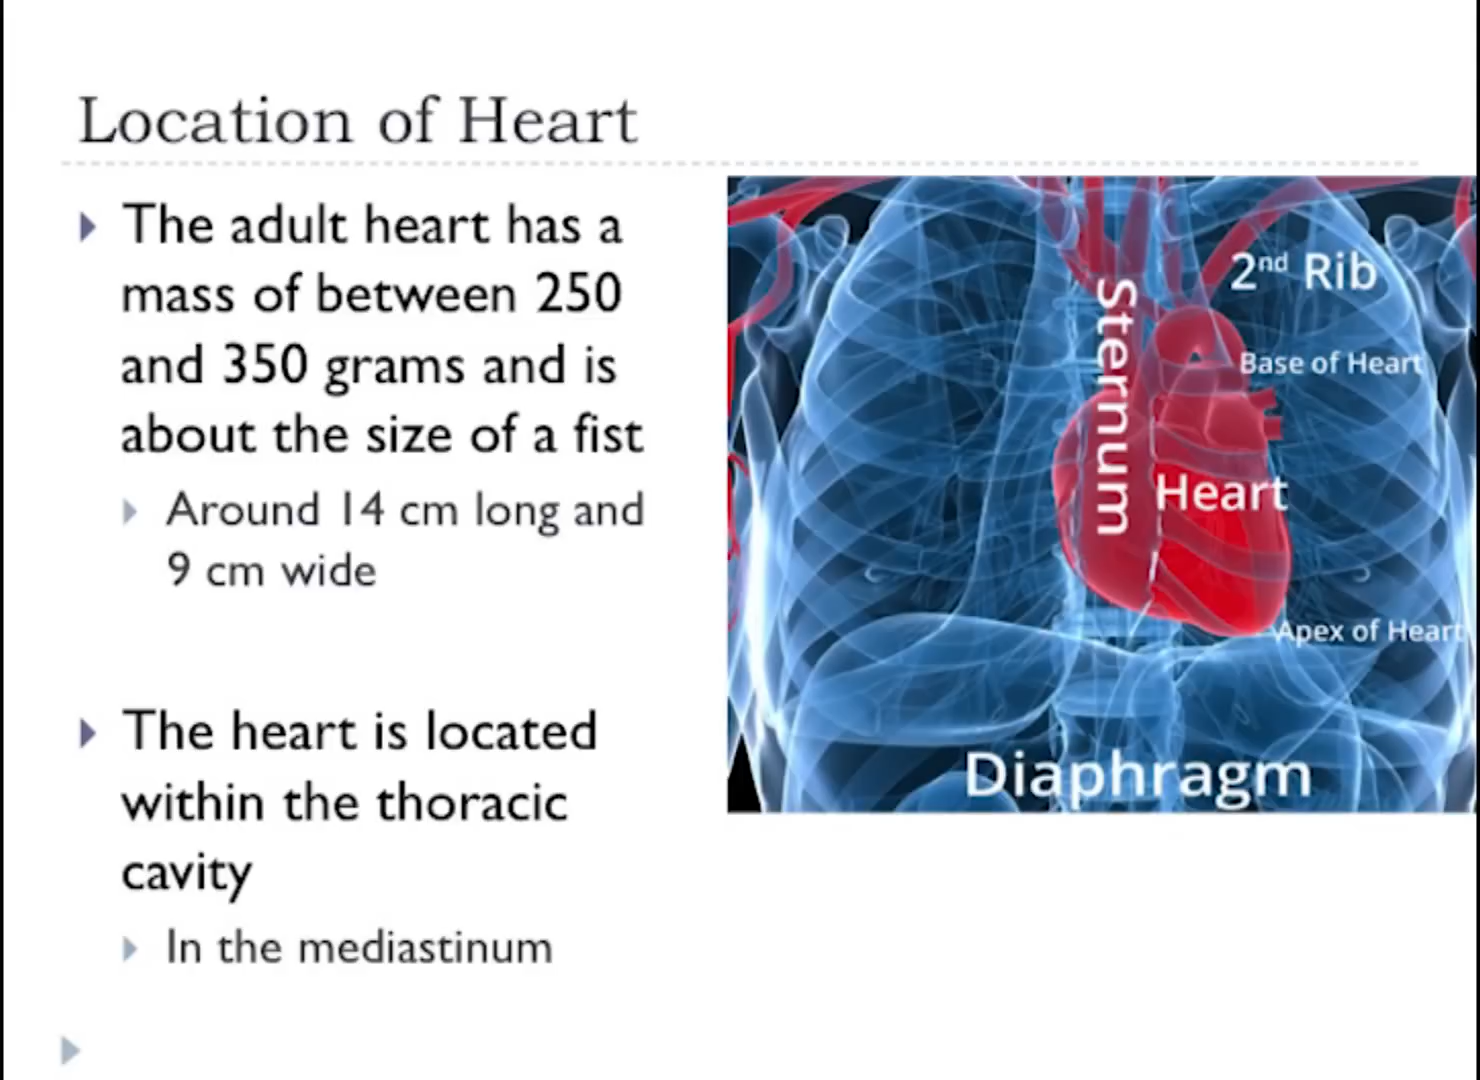 Location of Heart
The adult heart has a
mass of between 250
and 350 grams and is
about the size of a fist
Around 14 cm long and
9 cm wide
The heart is located
within the thoracic
cavity
In the mediastinum
2nd Rib
Sternum
Base of Heart
Heart
Apex of Heart
Diaphragm